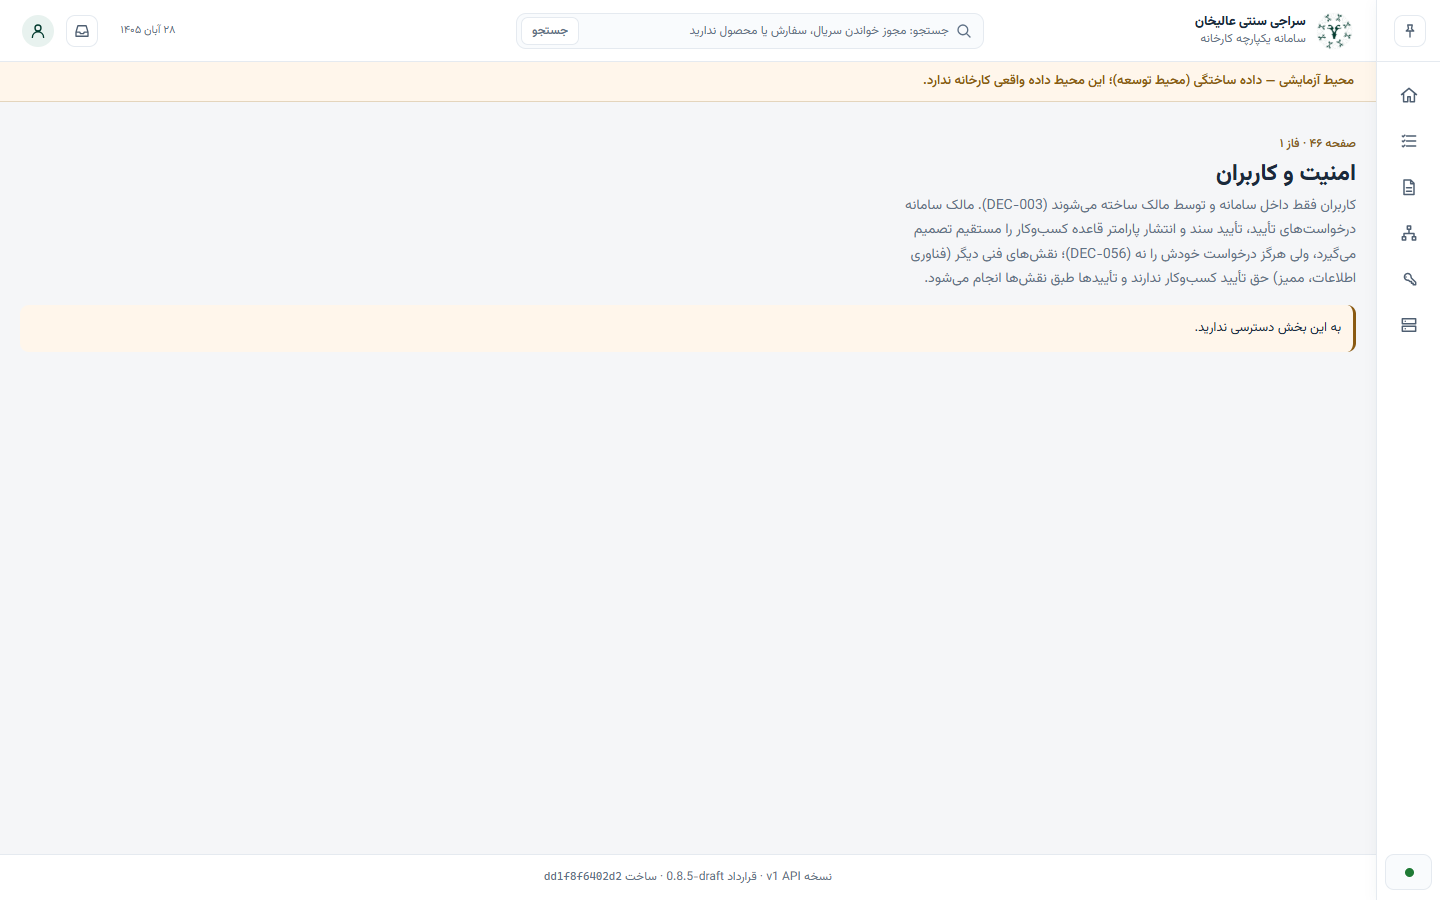 سراجی سنتی عالیخان
سامانه یکپارچه کارخانه
جستجو: مجوز خواندن سریال، سفارش یا محصول ندارید
جستجو
۲۸ آبان ۱۴۰۵
محیط آزمایشی — داده ساختگی (محیط توسعه)؛ این محیط داده واقعی کارخانه ندارد.
صفحه ۴۶ · فاز ۱
امنیت و کاربران
کاربران فقط داخل سامانه و توسط مالک ساخته می‌شوند (DEC-003). مالک سامانه
درخواست‌های تأیید، تأیید سند و انتشار پارامتر قاعده کسب‌وکار را مستقیم تصمیم
می‌گیرد، ولی هرگز درخواست خودش را نه (DEC-056)؛ نقش‌های فنی دیگر (فناوری
اطلاعات، ممیز) حق تأیید کسب‌وکار ندارند و تأییدها طبق نقش‌ها انجام می‌شود.
به این بخش دسترسی ندارید.
نسخه v1 API · قرارداد 0.8.5-draft · ساخت dd1f8f6402d2